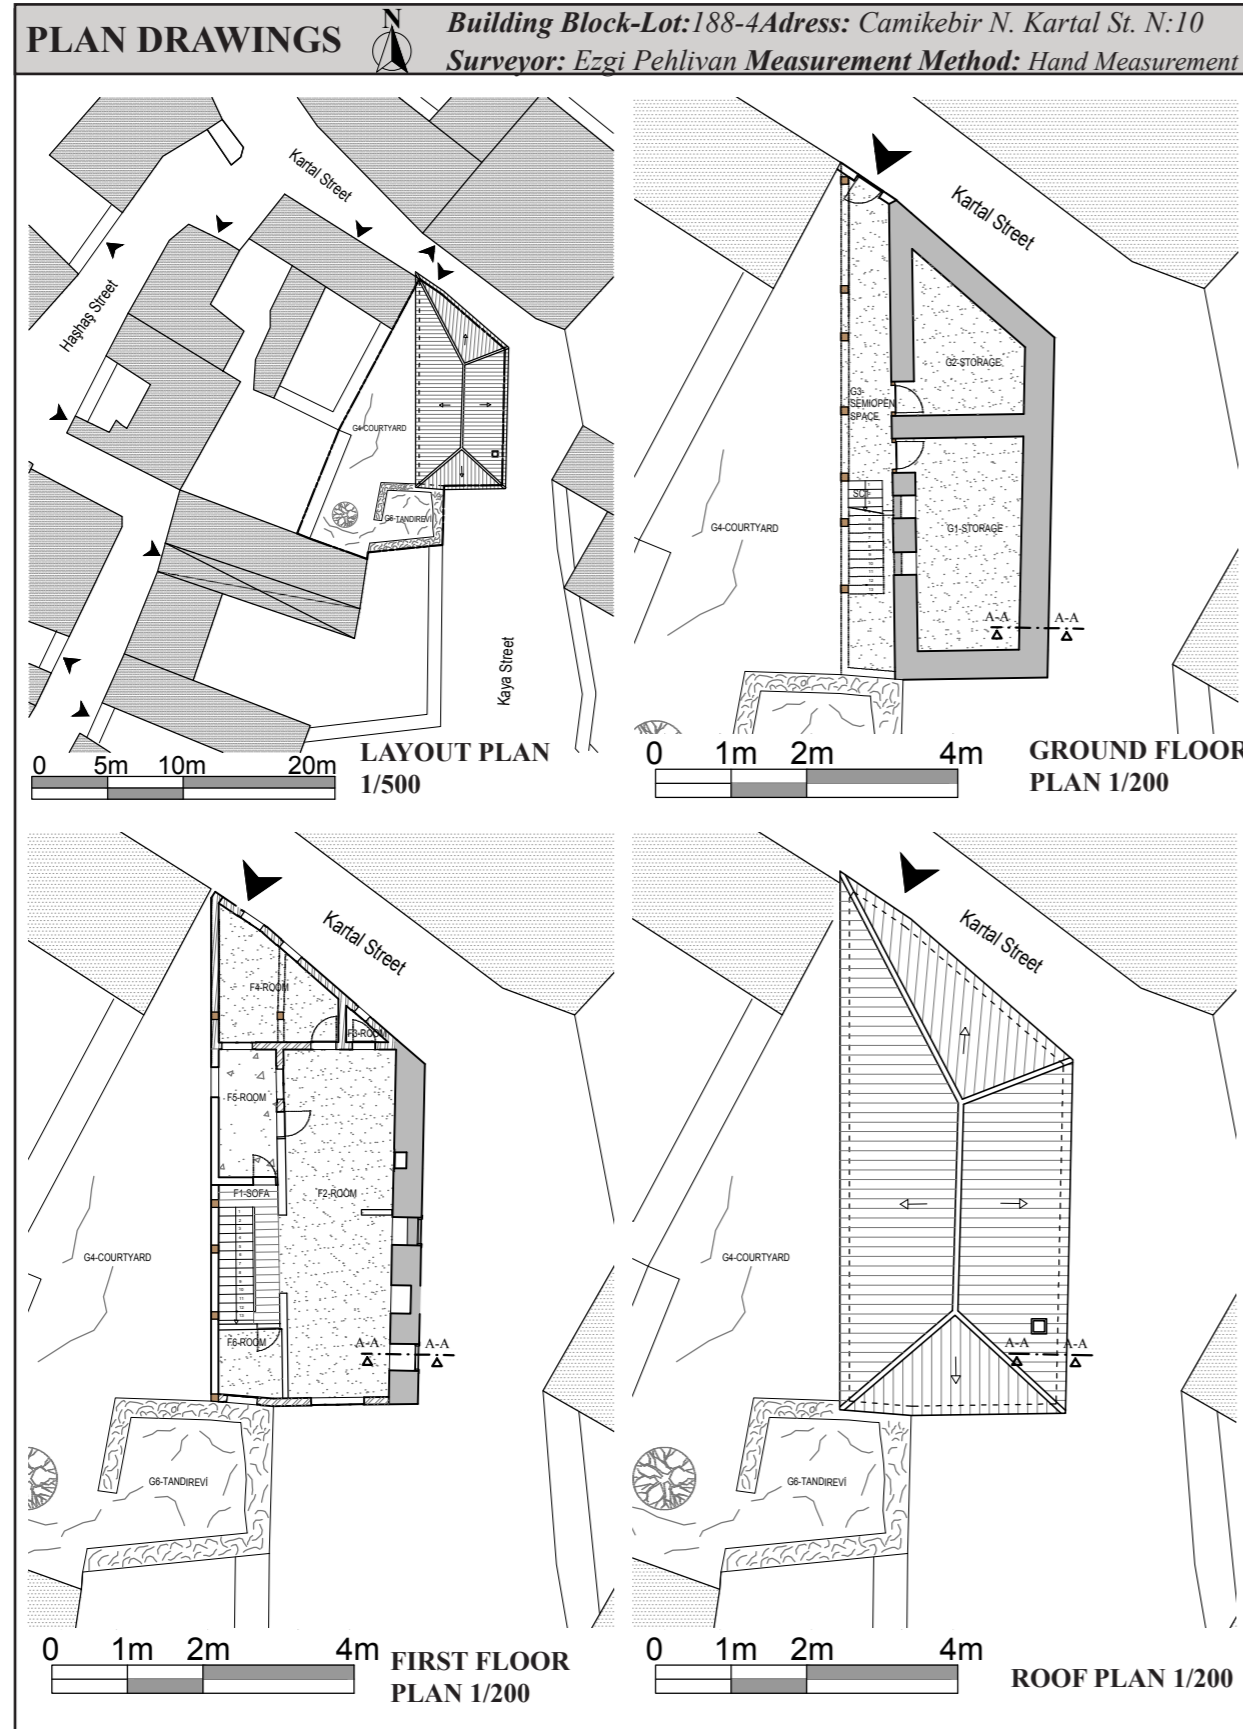 PLAN DRAWINGS
N
Building Block-Lot:188-4Adress: Camikebir N. Kartal St. N:10
Surveyor: Ezgi Pehlivan Measurement Method: Hand Measurement
Kartal Street
Haşhaş Street
G4-COURTYARD
G6-TANDIREVİ
Kaya Street
0 5m 10m 20m
LAYOUT PLAN
1/500
Kartal Street
G2-STORAGE
G3-
SEMIOPEN
SPACE
G4-COURTYARD
G1-STORAGE
A-A A-A
0 1m 2m 4m
GROUND FLOOR
PLAN 1/200
Kartal Street
F4-ROOM
F3-ROOM
F5-ROOM
F1-SOFA
F2-ROOM
G4-COURTYARD
F6-ROOM
A-A A-A
G6-TANDIREVİ
0 1m 2m 4m
FIRST FLOOR
PLAN 1/200
Kartal Street
G4-COURTYARD
A-A A-A
G6-TANDIREVİ
0 1m 2m 4m
ROOF PLAN 1/200